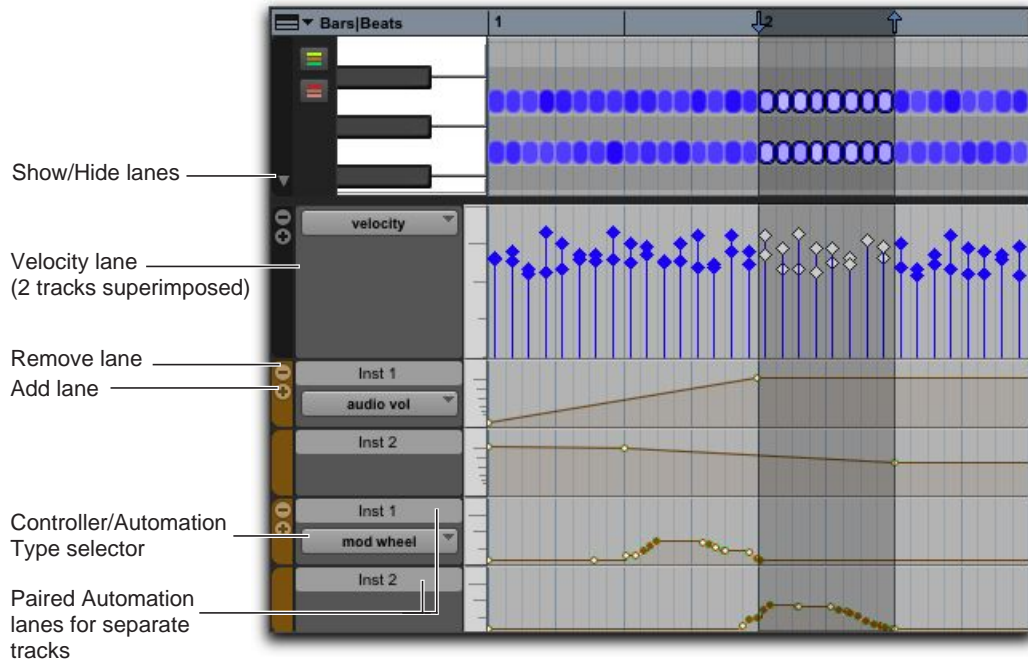 Bars|Beats
1
2
Show/Hide lanes
velocity
Velocity lane
(2 tracks superimposed)
Remove lane
Inst 1
Add lane
audio vol
Inst 2
Controller/Automation
Type selector
Inst 1
mod wheel
Inst 2
Paired Automation
lanes for separate
tracks